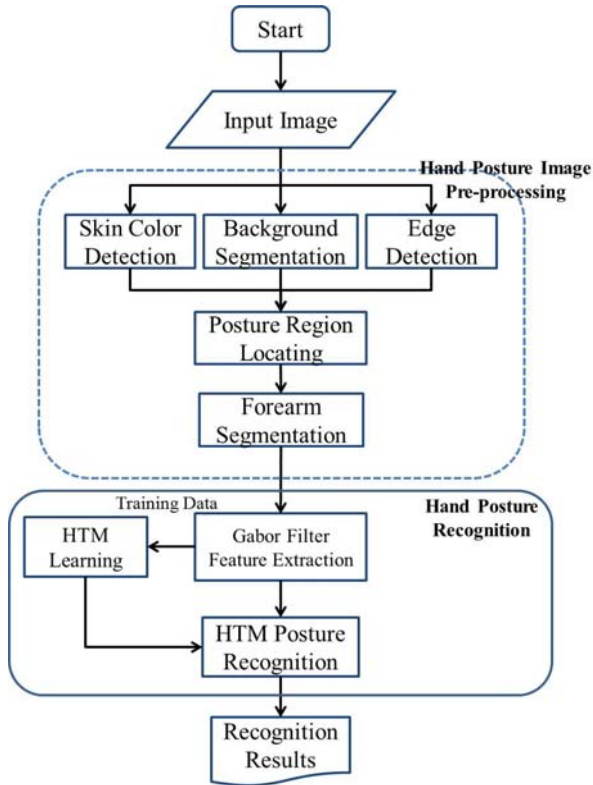 Start
Input Image
Hand Posture Image
Pre-processing
Skin Color
Detection
Background
Segmentation
Edge
Detection
Posture Region
Locating
Forearm
Segmentation
Training Data
Hand Posture
Recognition
HTM
Learning
Gabor Filter
Feature Extraction
HTM Posture
Recognition
Recognition
Results